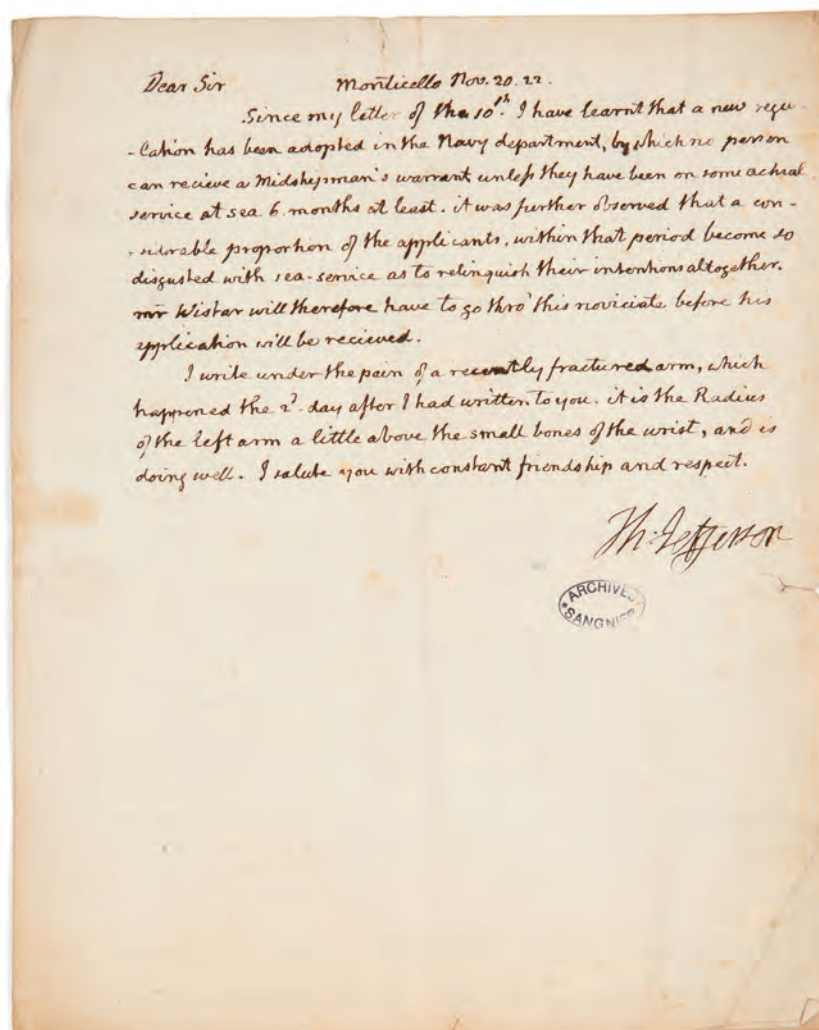 Dear Sir Monticello Nov. 20. 22.
Since my letter of the 10th. I have learnt that a new regu-
-lation has been adopted in the Navy department, by which no person
can recieve a Midshipman's warrant unless they have been on some actual
service at sea 6. months at least. it was further observed that a con-
-siderable proportion of the applicants, within that period become so
disgusted with sea-service as to relinquish their intentions altogether.
mr Wistar will therefore have to go thro' this noviciate before his
application will be recieved.
I write under the pain of a recently fractured arm, which
happened the 2d. day after I had written to you. it is the Radius
of the left arm a little above the small bones of the wrist, and is
doing well. I salute you with constant friendship and respect.
Th: Jefferson
ARCHIVES
SANGNIER